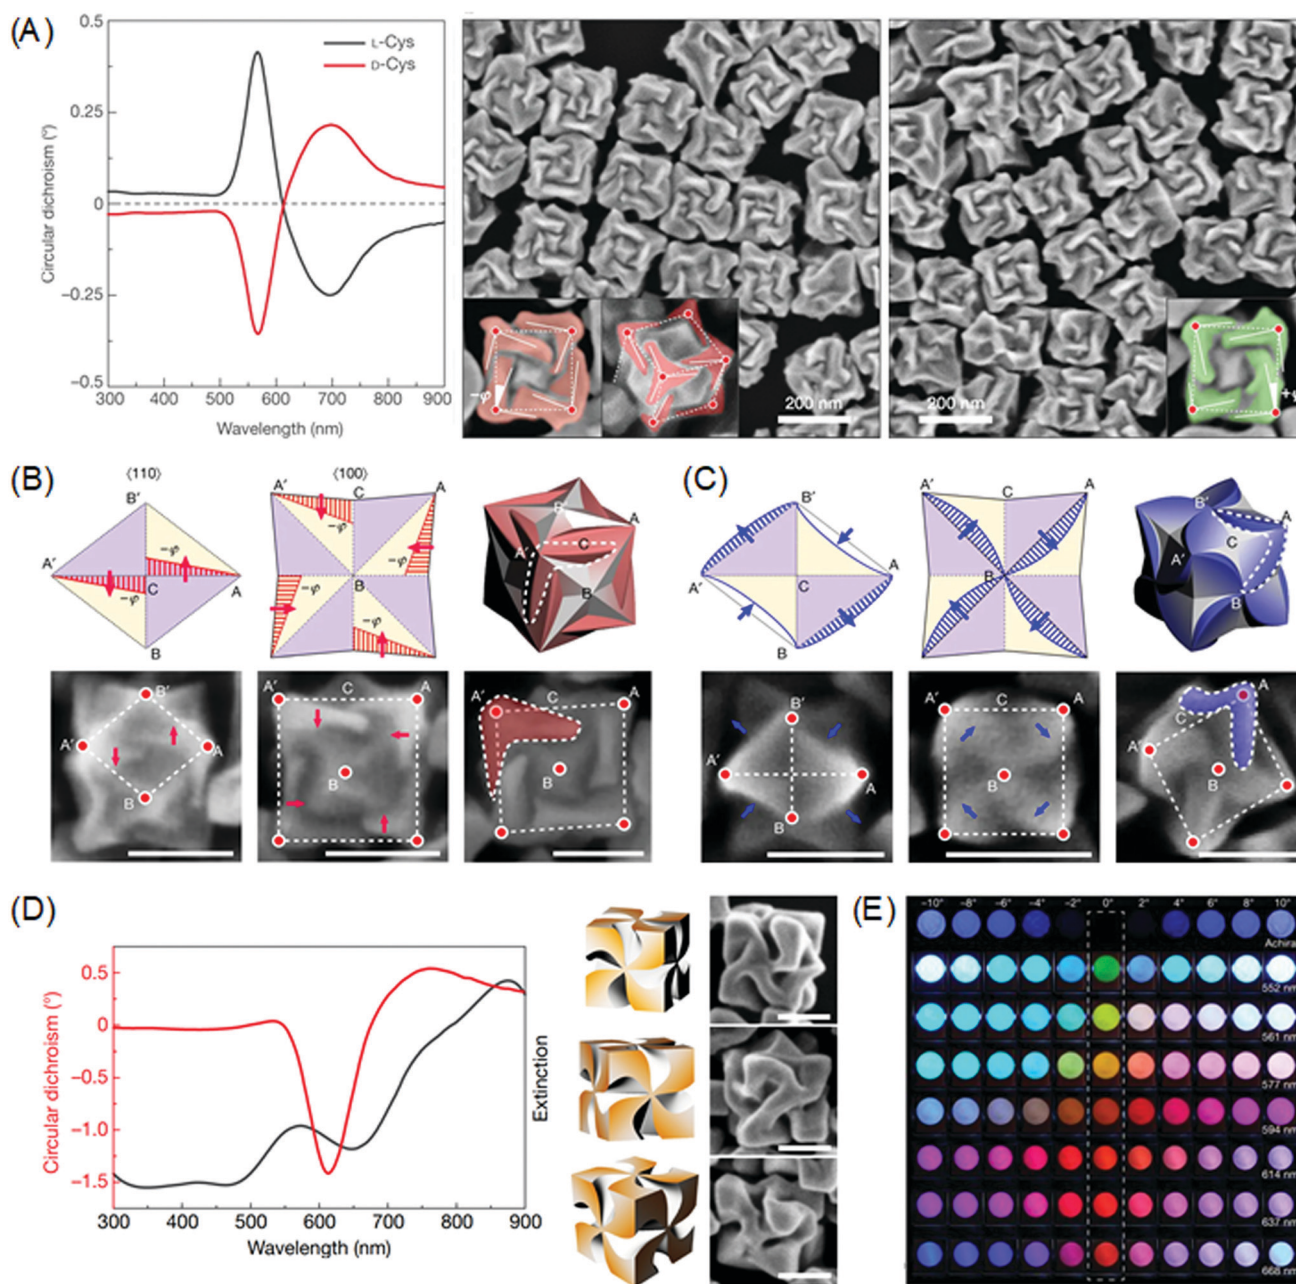 (A)
0.5
0.25
0
−0.25
−0.5
Circular dichroism (°)
L-Cys
D-Cys
300 400 500 600 700 800 900
Wavelength (nm)
−φ
200 nm
200 nm
+φ
(B)
⟨110⟩
B′
A′
−φ
C
−φ
A
B
⟨100⟩
A′ C A
−φ
−φ
B
−φ
−φ
B′
A
C
A′
B
B′
A′
A
B
A′ C A
B
A′ A
C
B
(C)
B′
A
A′
C
B
A′ C A
B
B′
A
C
A′
B
B′
A′
A
B
A′ C A
B
A
C
A′
B
(D)
0.5
0
−0.5
−1.0
−1.5
Circular dichroism (°)
Extinction
300 400 500 600 700 800 900
Wavelength (nm)
(E)
−10° −8° −6° −4° −2° 0° 2° 4° 6° 8° 10°
Achiral
552 nm
561 nm
577 nm
594 nm
614 nm
637 nm
668 nm